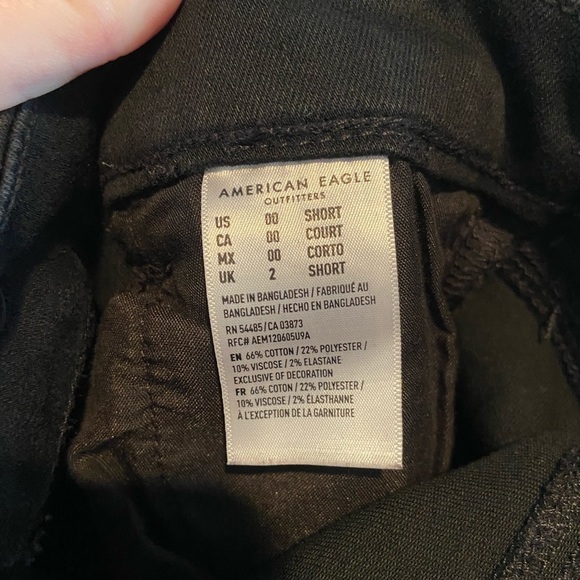 AMERICAN EAGLE
OUTFITTERS
US 00 SHORT
CA 00 COURT
MX 00 CORTO
UK 2 SHORT
MADE IN BANGLADESH / FABRIQUÉ AU
BANGLADESH / HECHO EN BANGLADESH
RN 54485/CA 03873
RFC# AEM120605U9A
EN 66% COTTON / 22% POLYESTER /
10% VISCOSE / 2% ELASTANE
EXCLUSIVE OF DECORATION
FR 66% COTON / 22% POLYESTER /
10% VISCOSE / 2% ÉLASTHANNE
À L'EXCEPTION DE LA GARNITURE